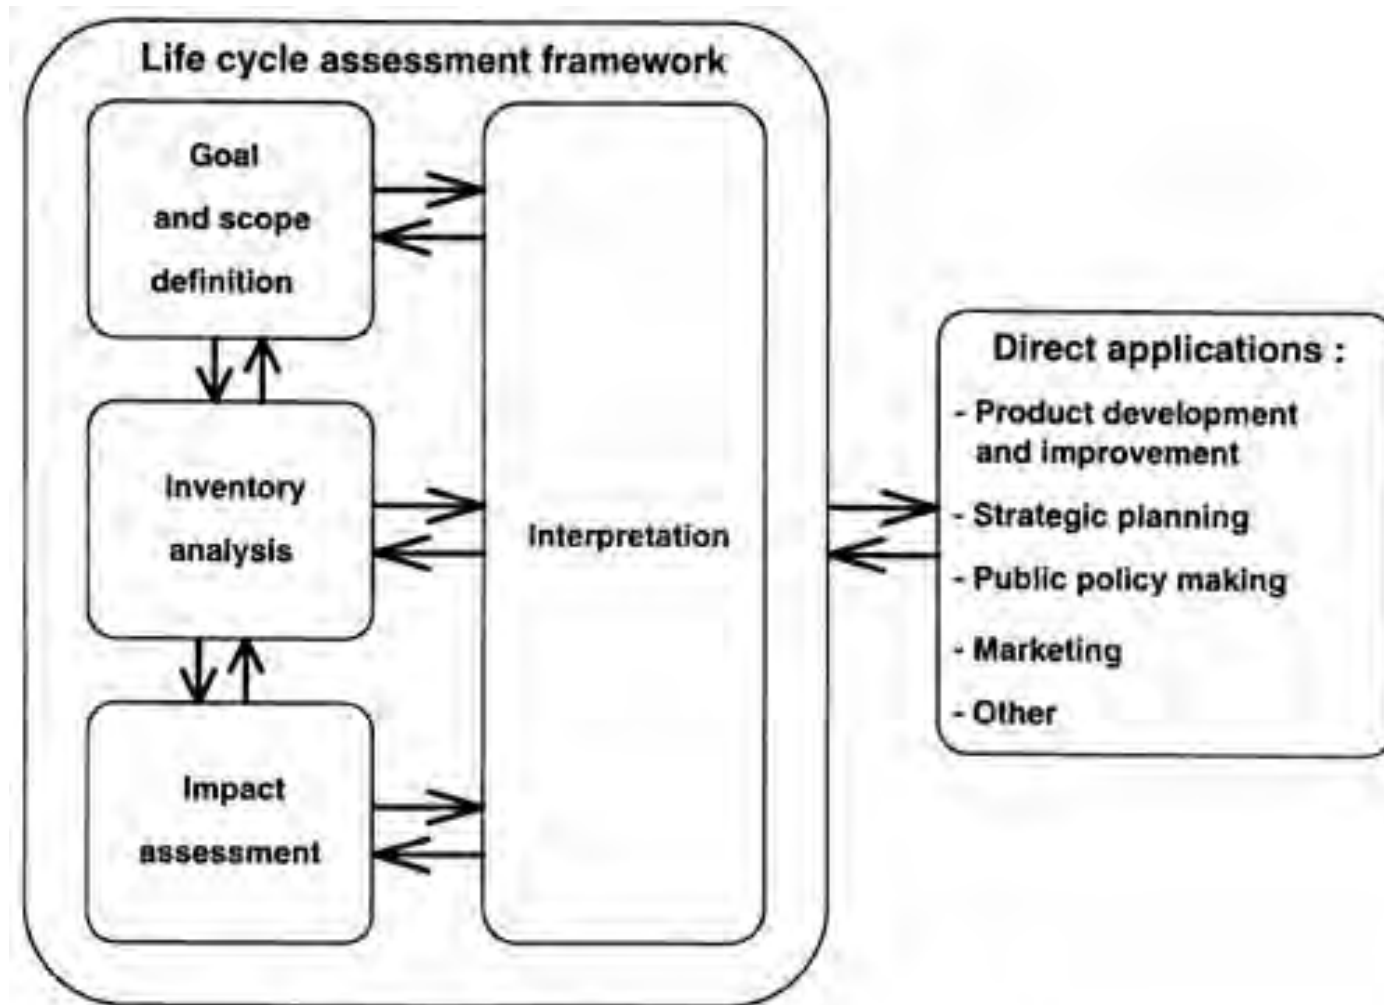 Life cycle assessment framework
Goal
and scope
definition
Inventory
analysis
Impact
assessment
Interpretation
Direct applications :
- Product development
and improvement
- Strategic planning
- Public policy making
- Marketing
- Other